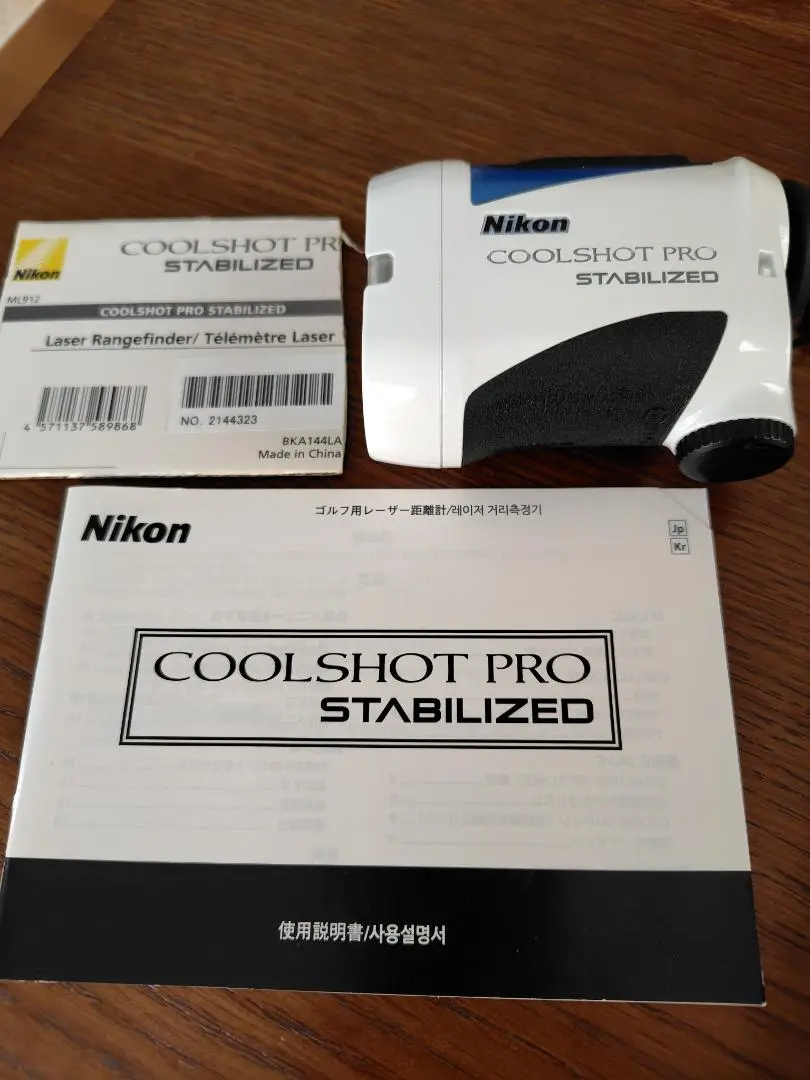 Nikon
COOLSHOT PR
STABILIZED
ML912
COOLSHOT PRO STABILIZED
Laser Rangefinder/ Télémètre Laser
4 571137 589868
NO. 2144323
BKA144LA
Made in China
Nikon
COOLSHOT PRO
STABILIZED
Nikon
ゴルフ用レーザー距離計/레이저 거리측정기
Jp
Kr
COOLSHOT PRO
STABILIZED
使用説明書/사용설명서